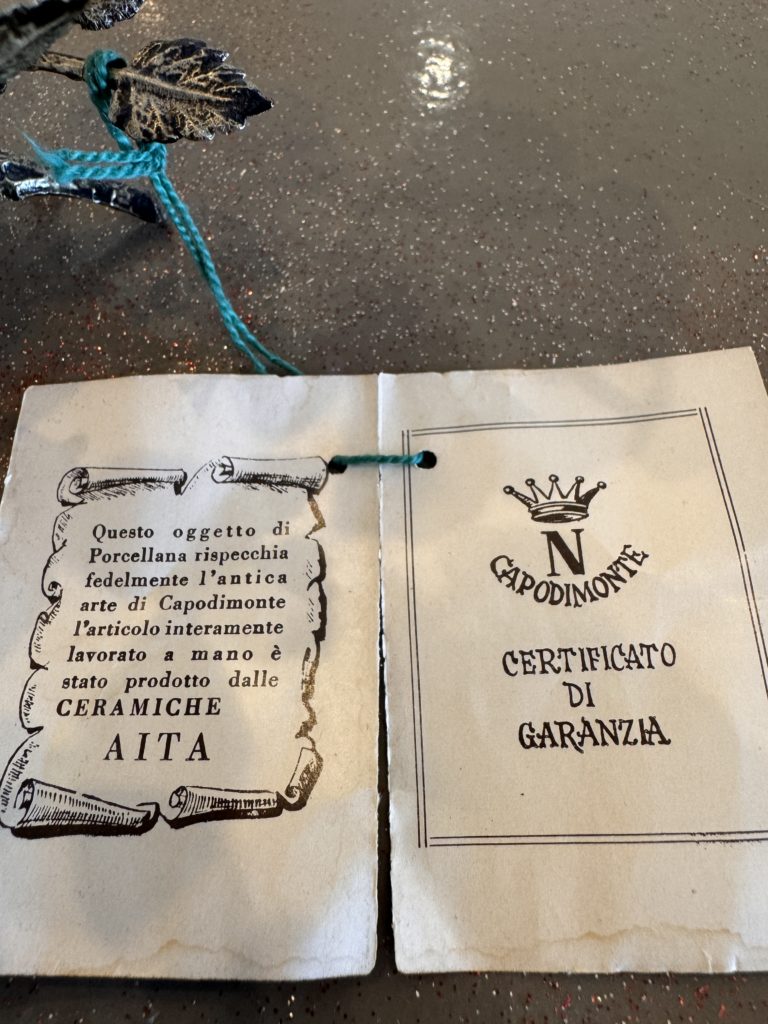 Questo oggetto di
Porcellana rispecchia
fedelmente l'antica
arte di Capodimonte
l'articolo interamente
lavorato a mano è
stato prodotto dalle
CERAMICHE
AITA
N
CAPODIMONTE
CERTIFICATO
DI
GARANZIA